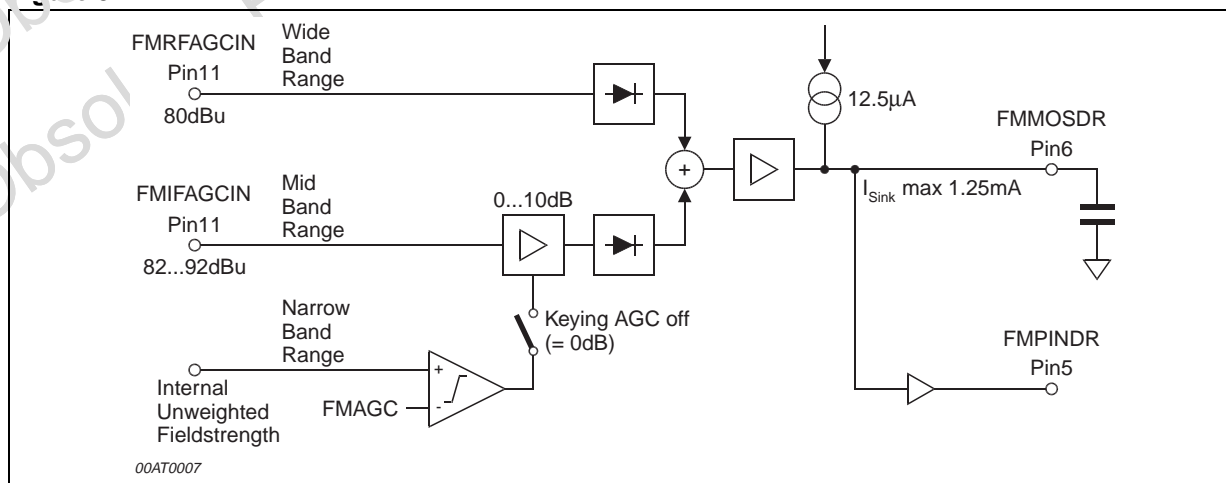 FMRFAGCIN
Pin11
80dBu
Wide
Band
Range
12.5µA
FMMOSDR
Pin6
I_Sink max 1.25mA
FMIFAGCIN
Pin11
82...92dBu
Mid
Band
Range
0...10dB
+
Narrow
Band
Range
Keying AGC off
(= 0dB)
FMPINDR
Pin5
Internal
Unweighted
Fieldstrength
+
-
FMAGC
00AT0007